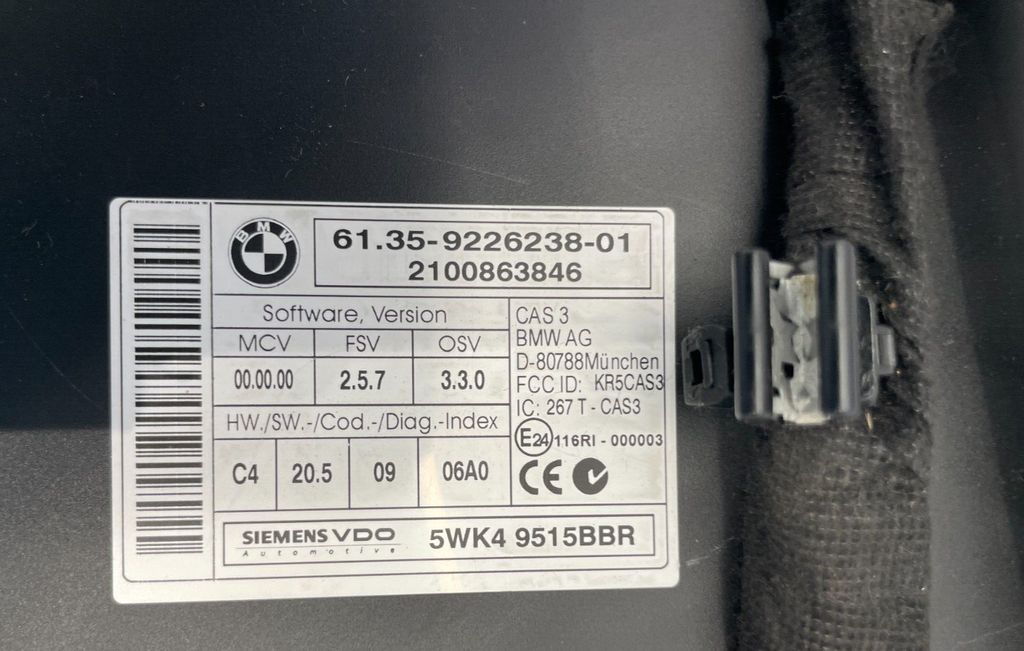 BMW
61.35-9226238-01
2100863846
Software, Version
MCV FSV OSV
00.00.00 2.5.7 3.3.0
HW./SW.-/Cod.-/Diag.-Index
C4 20.5 09 06A0
CAS 3
BMW AG
D-80788München
FCC ID: KR5CAS3
IC: 267 T - CAS3
E24 116RI - 000003
CE
SIEMENS VDO
Automotive
5WK4 9515BBR